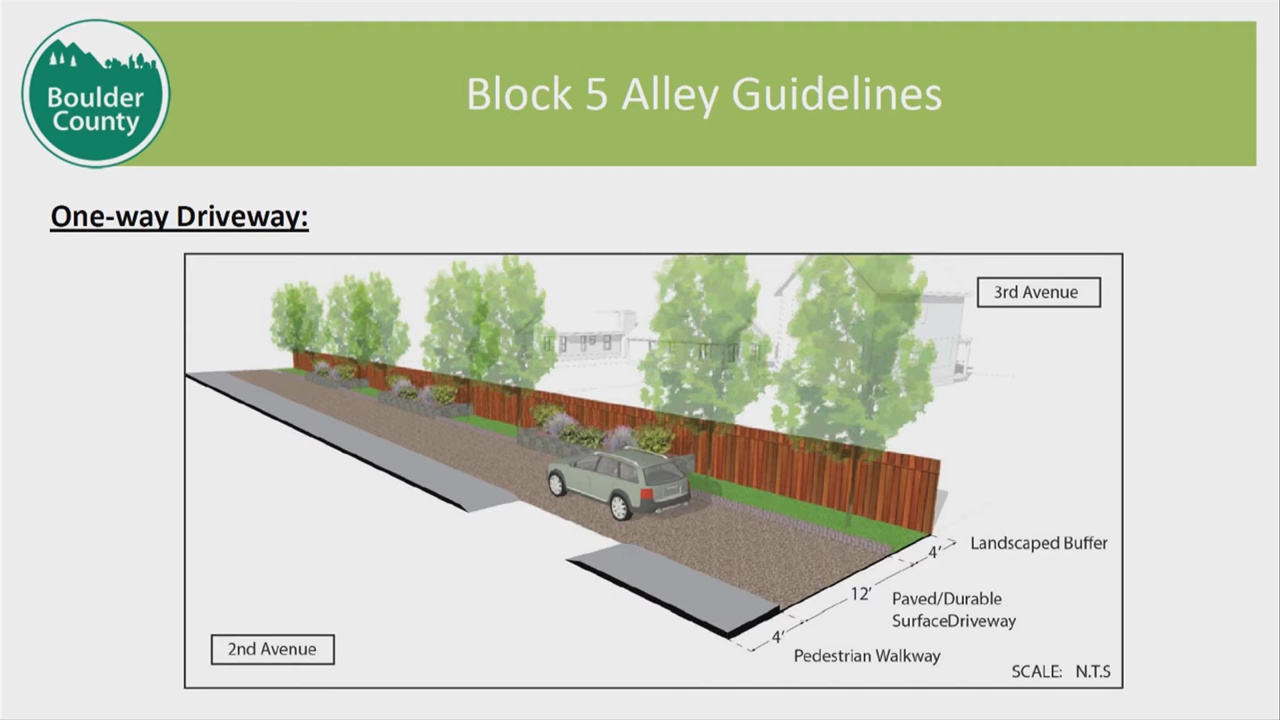 Boulder
County
Block 5 Alley Guidelines
One-way Driveway:
3rd Avenue
4′
Landscaped Buffer
12′
Paved/Durable
SurfaceDriveway
4′
Pedestrian Walkway
2nd Avenue
SCALE: N.T.S